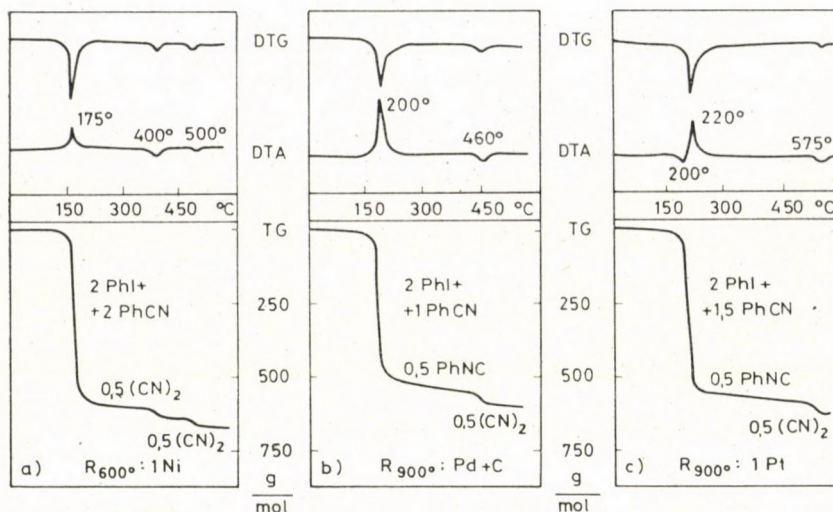 DTG
DTG
175°
400°
500°
200°
460°
220°
575°
200°
DTA
DTA
150 300 450 °C
150 300 450
150 300 450 °C
TG
TG
2 PhI +
+ 2 PhCN
0,5 (CN)₂
0,5(CN)₂
a) R₆₀₀° : 1 Ni
250
500
750
g
mol
2 PhI +
+1 PhCN
0,5 PhNC
0,5(CN)₂
b) R₉₀₀° : Pd + C
250
500
750
g
mol
2 PhI +
+1,5 PhCN
0,5 PhNC
0,5 (CN)₂
c) R₉₀₀° : 1 Pt